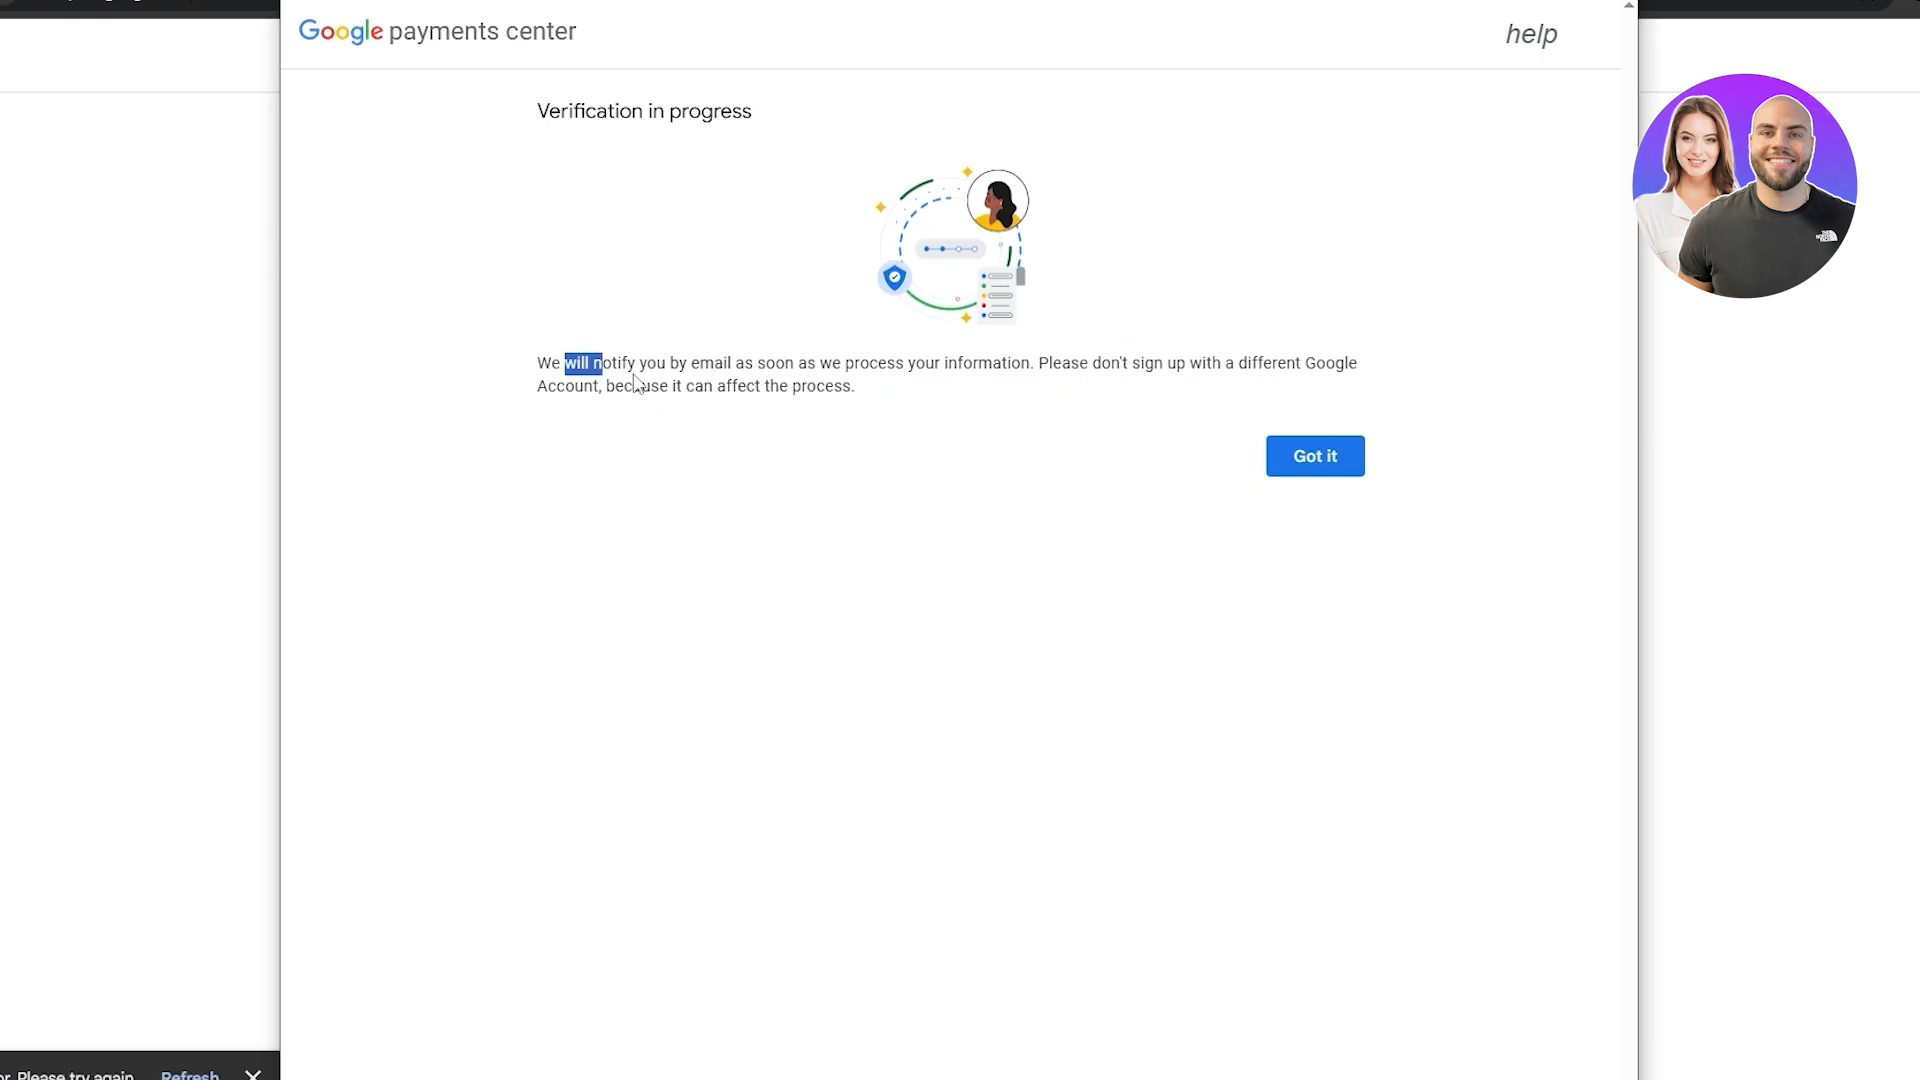 Google payments center
help
Verification in progress
We will notify you by email as soon as we process your information. Please don't sign up with a different Google
Account, because it can affect the process.
Got it
Please try again
Refresh